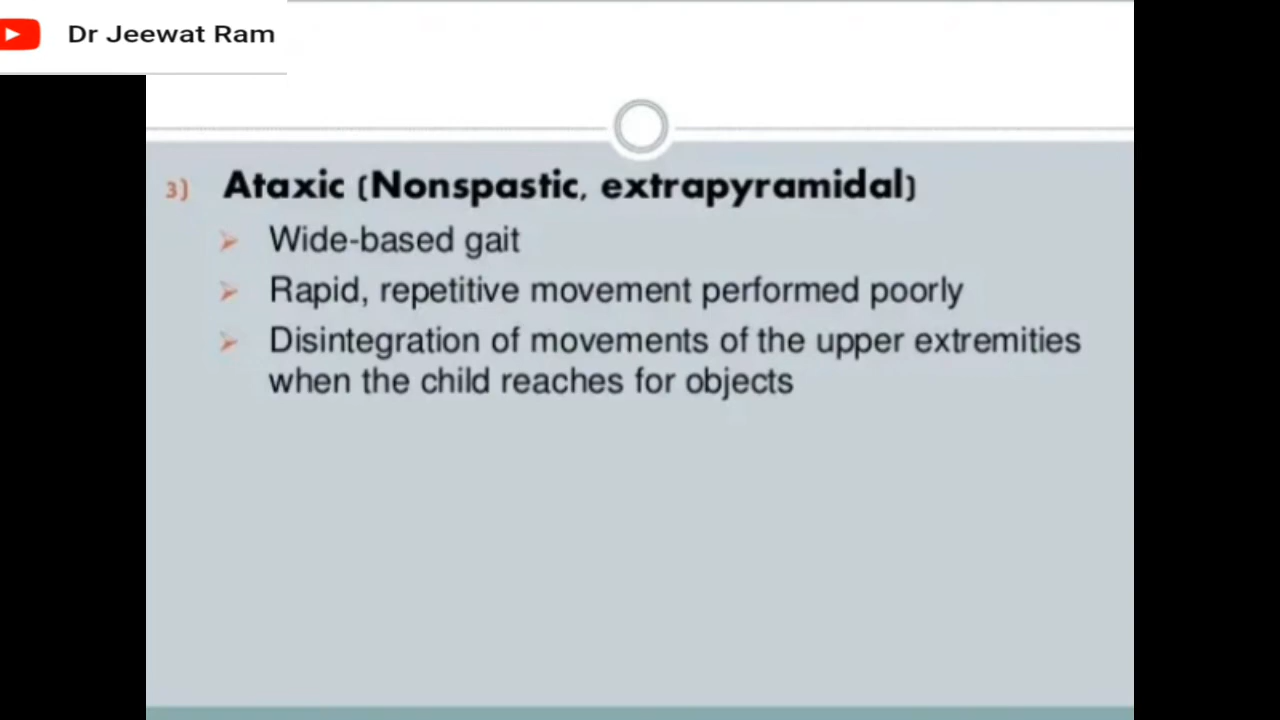 Dr Jeewat Ram
3) Ataxic (Nonspastic, extrapyramidal)
Wide-based gait
Rapid, repetitive movement performed poorly
Disintegration of movements of the upper extremities
when the child reaches for objects